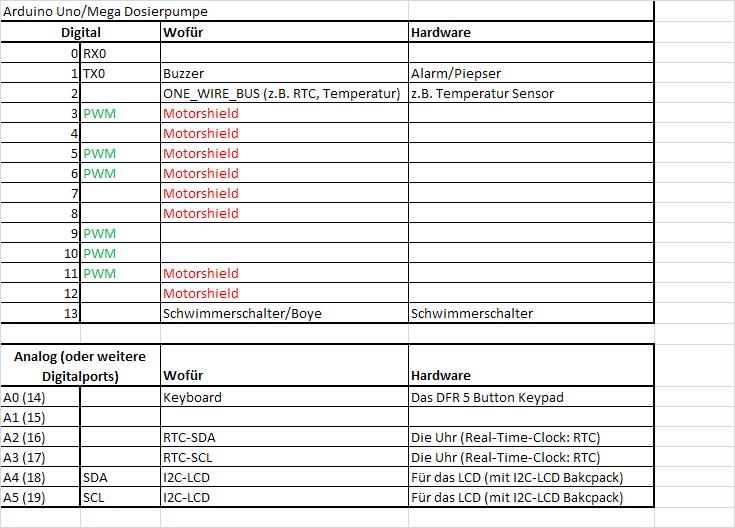 Arduino Uno/Mega Dosierpumpe
Digital Wofür Hardware
0 RX0
1 TX0 Buzzer Alarm/Piepser
2 ONE_WIRE_BUS (z.B. RTC, Temperatur) z.B. Temperatur Sensor
3 PWM Motorshield
4 Motorshield
5 PWM Motorshield
6 PWM Motorshield
7 Motorshield
8 Motorshield
9 PWM
10 PWM
11 PWM Motorshield
12 Motorshield
13 Schwimmerschalter/Boye Schwimmerschalter
Analog (oder weitere
Digitalports) Wofür Hardware
A0 (14) Keyboard Das DFR 5 Button Keypad
A1 (15)
A2 (16) RTC-SDA Die Uhr (Real-Time-Clock: RTC)
A3 (17) RTC-SCL Die Uhr (Real-Time-Clock: RTC)
A4 (18) SDA I2C-LCD Für das LCD (mit I2C-LCD Bakcpack)
A5 (19) SCL I2C-LCD Für das LCD (mit I2C-LCD Bakcpack)